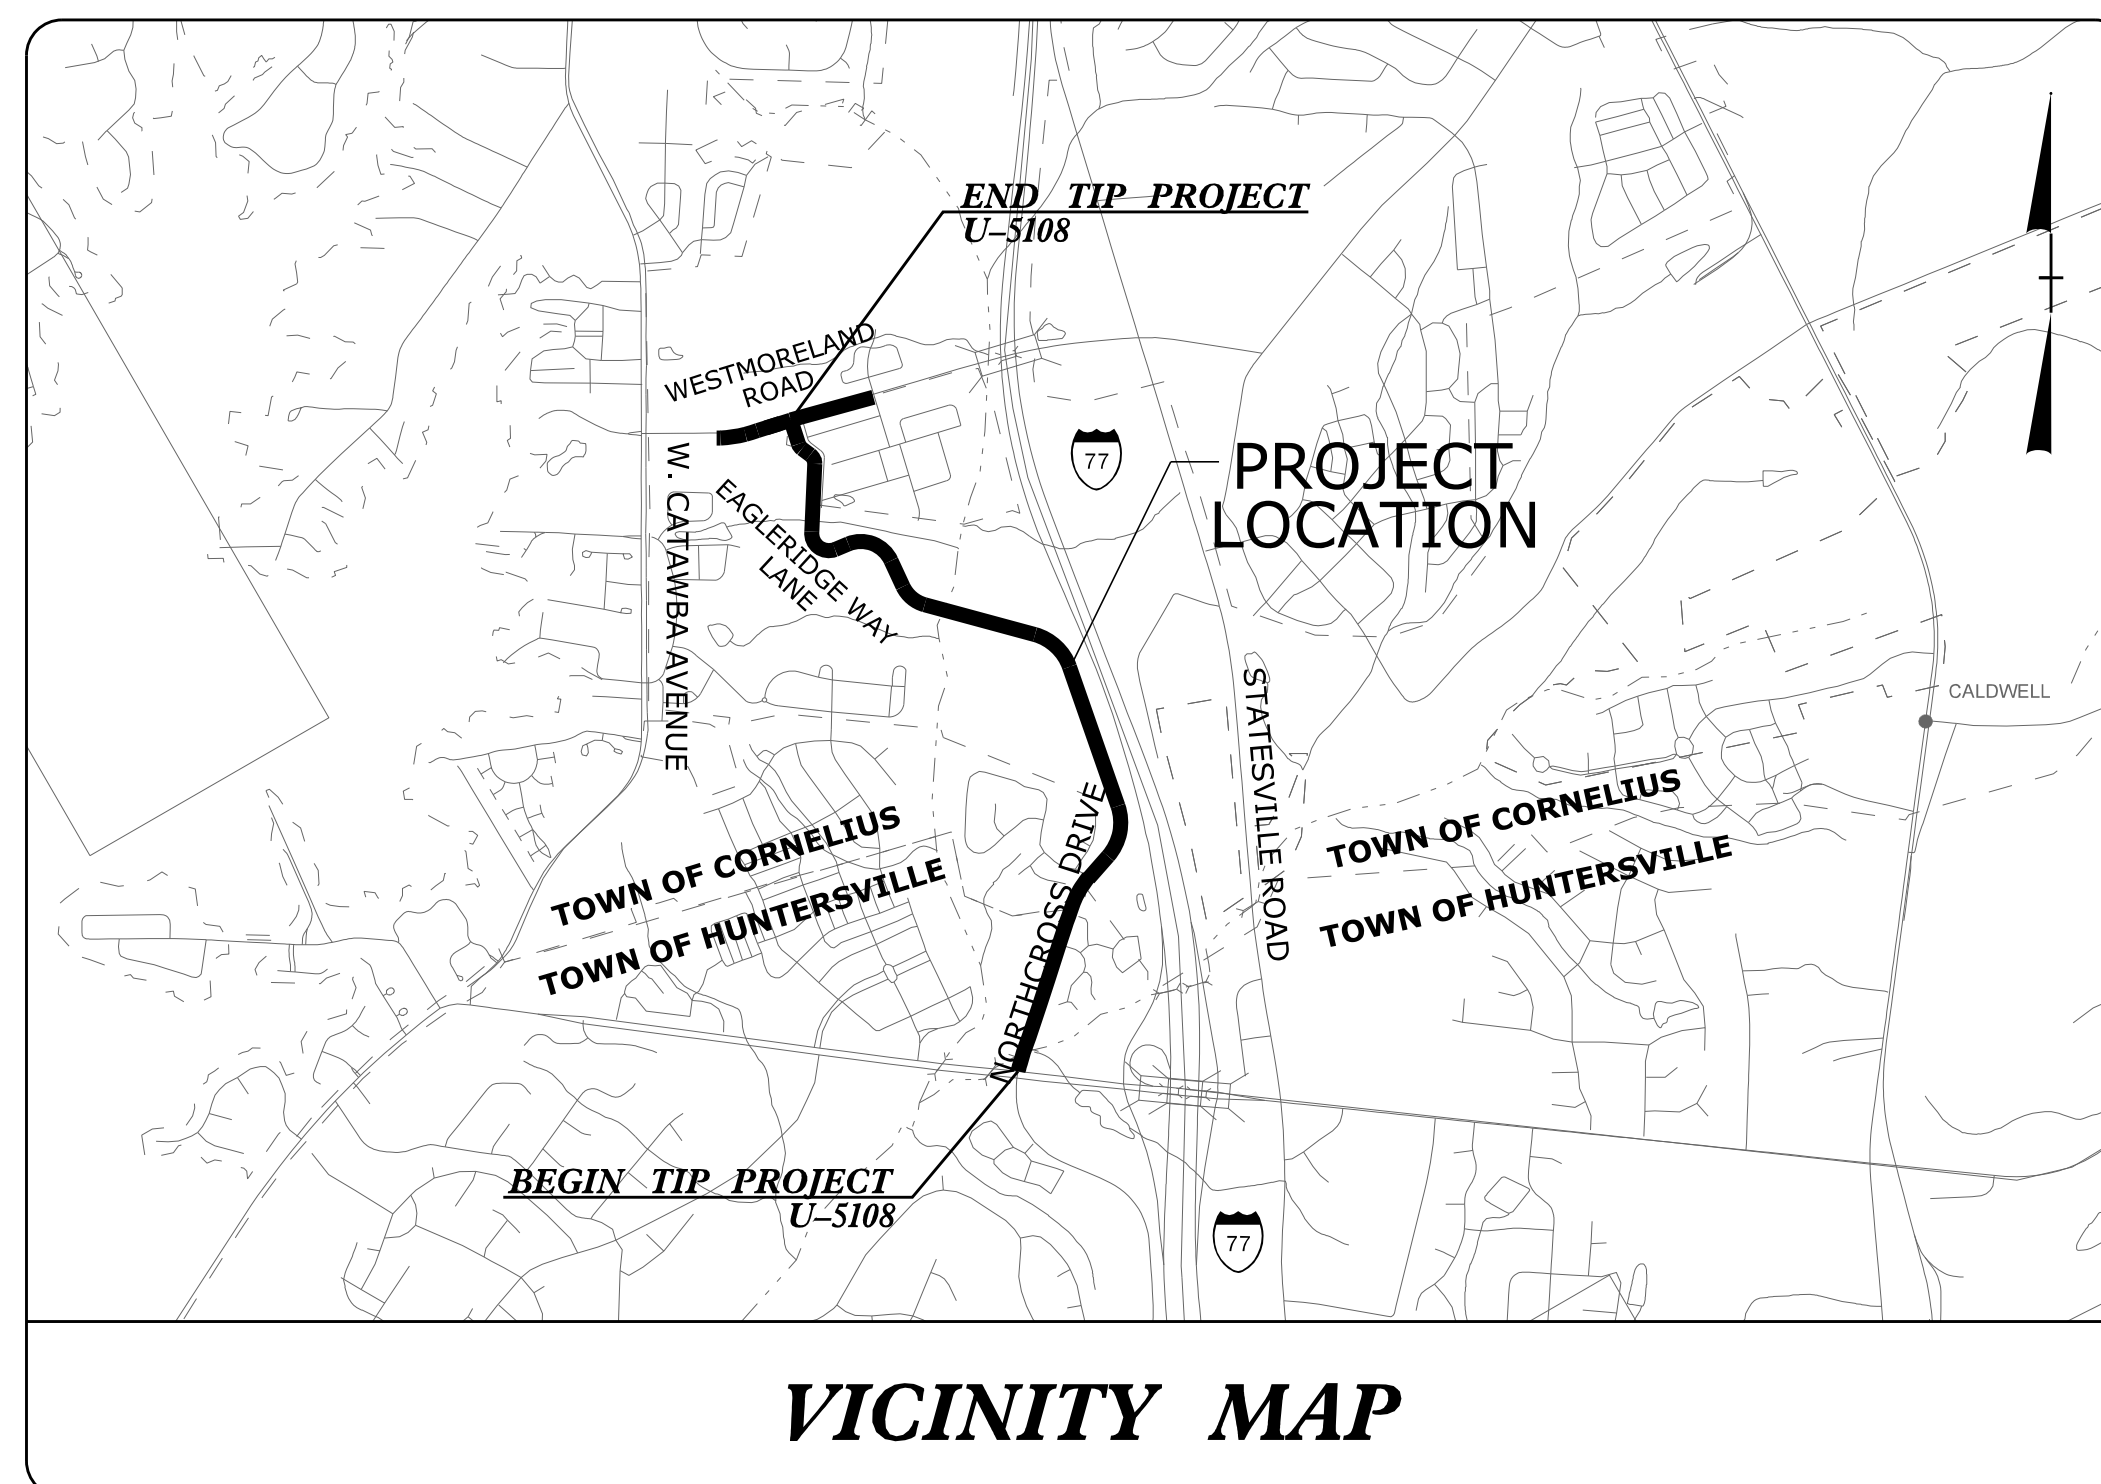 END TIP PROJECT
U–5108
WESTMORELAND
ROAD
77
PROJECT
LOCATION
W. CATAWBA AVENUE
EAGLERIDGE WAY
LANE
STATESVILLE ROAD
CALDWELL
NORTHCROSS DRIVE
TOWN OF CORNELIUS
TOWN OF HUNTERSVILLE
TOWN OF CORNELIUS
TOWN OF HUNTERSVILLE
BEGIN TIP PROJECT
U–5108
77
VICINITY MAP